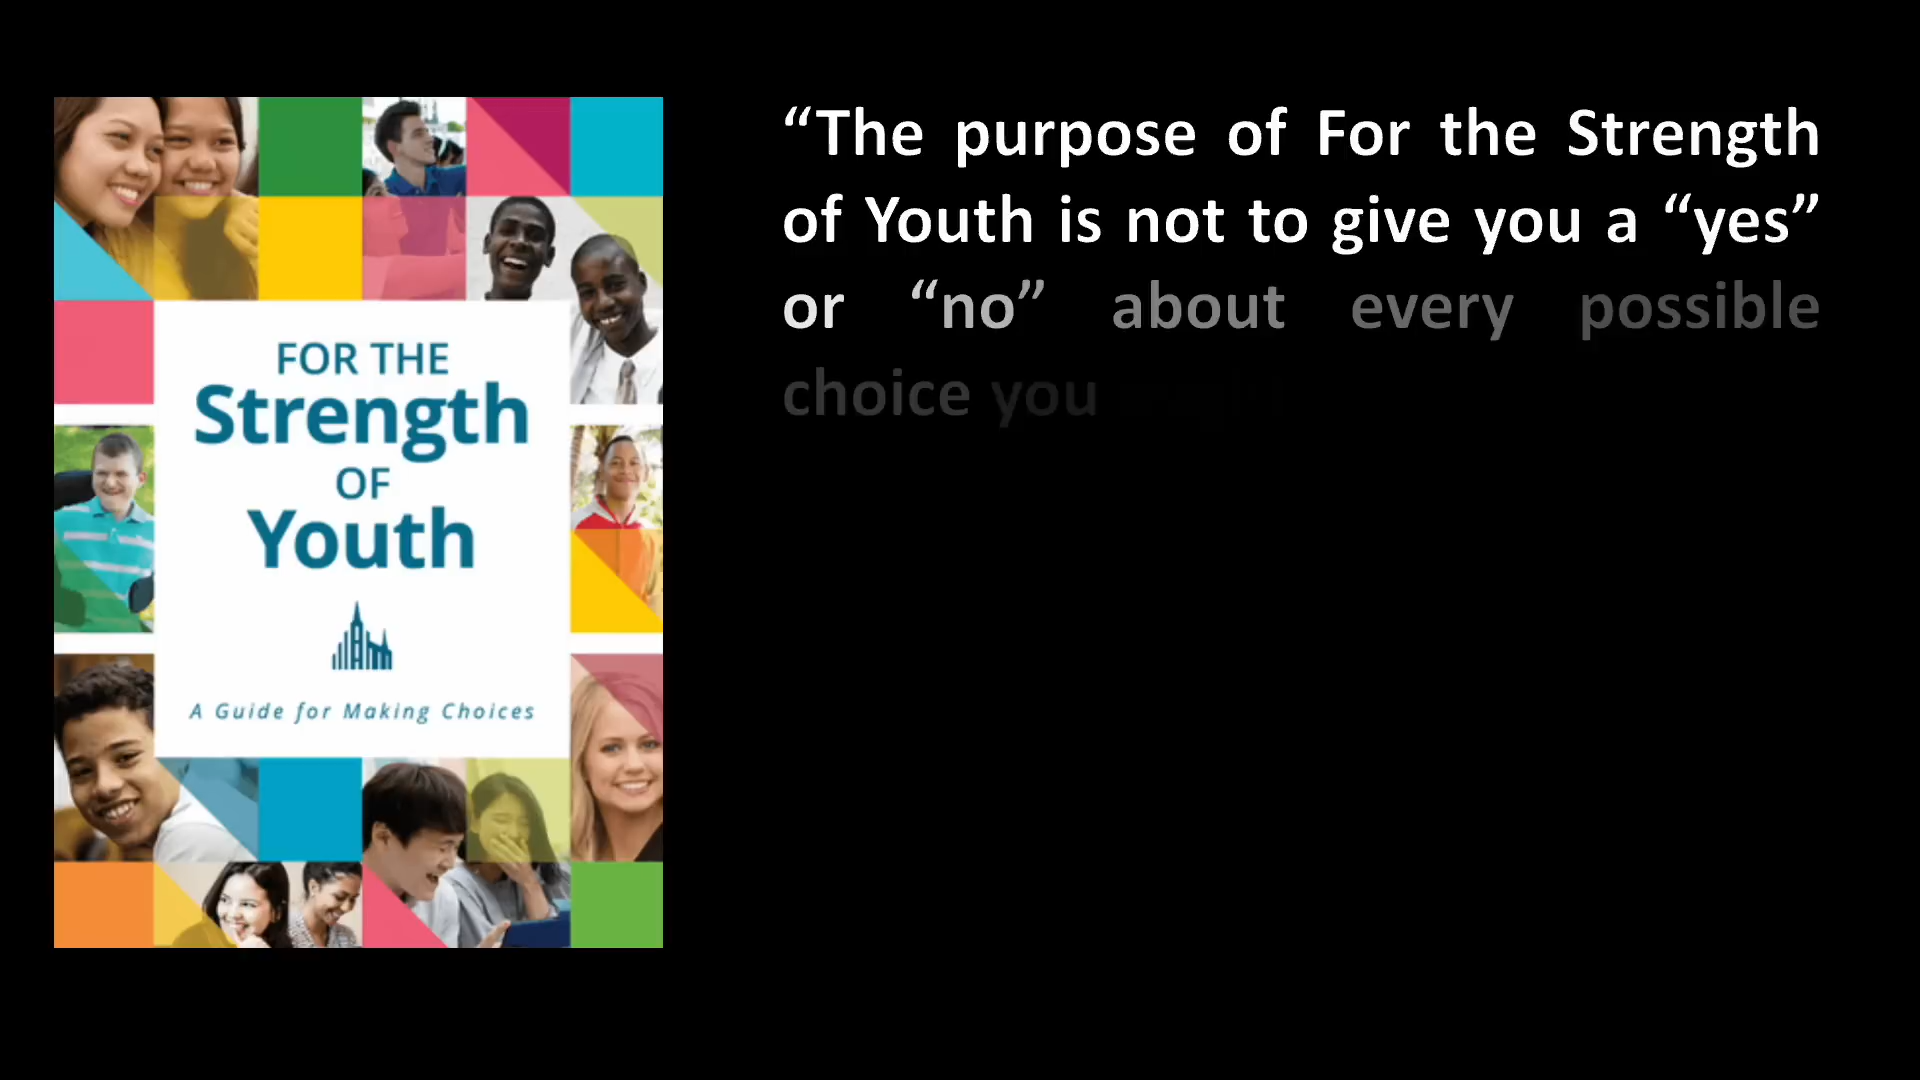 FOR THE
Strength
OF
Youth
A Guide for Making Choices
“The purpose of For the Strength
of Youth is not to give you a “yes”
or “no” about every possible
choice you